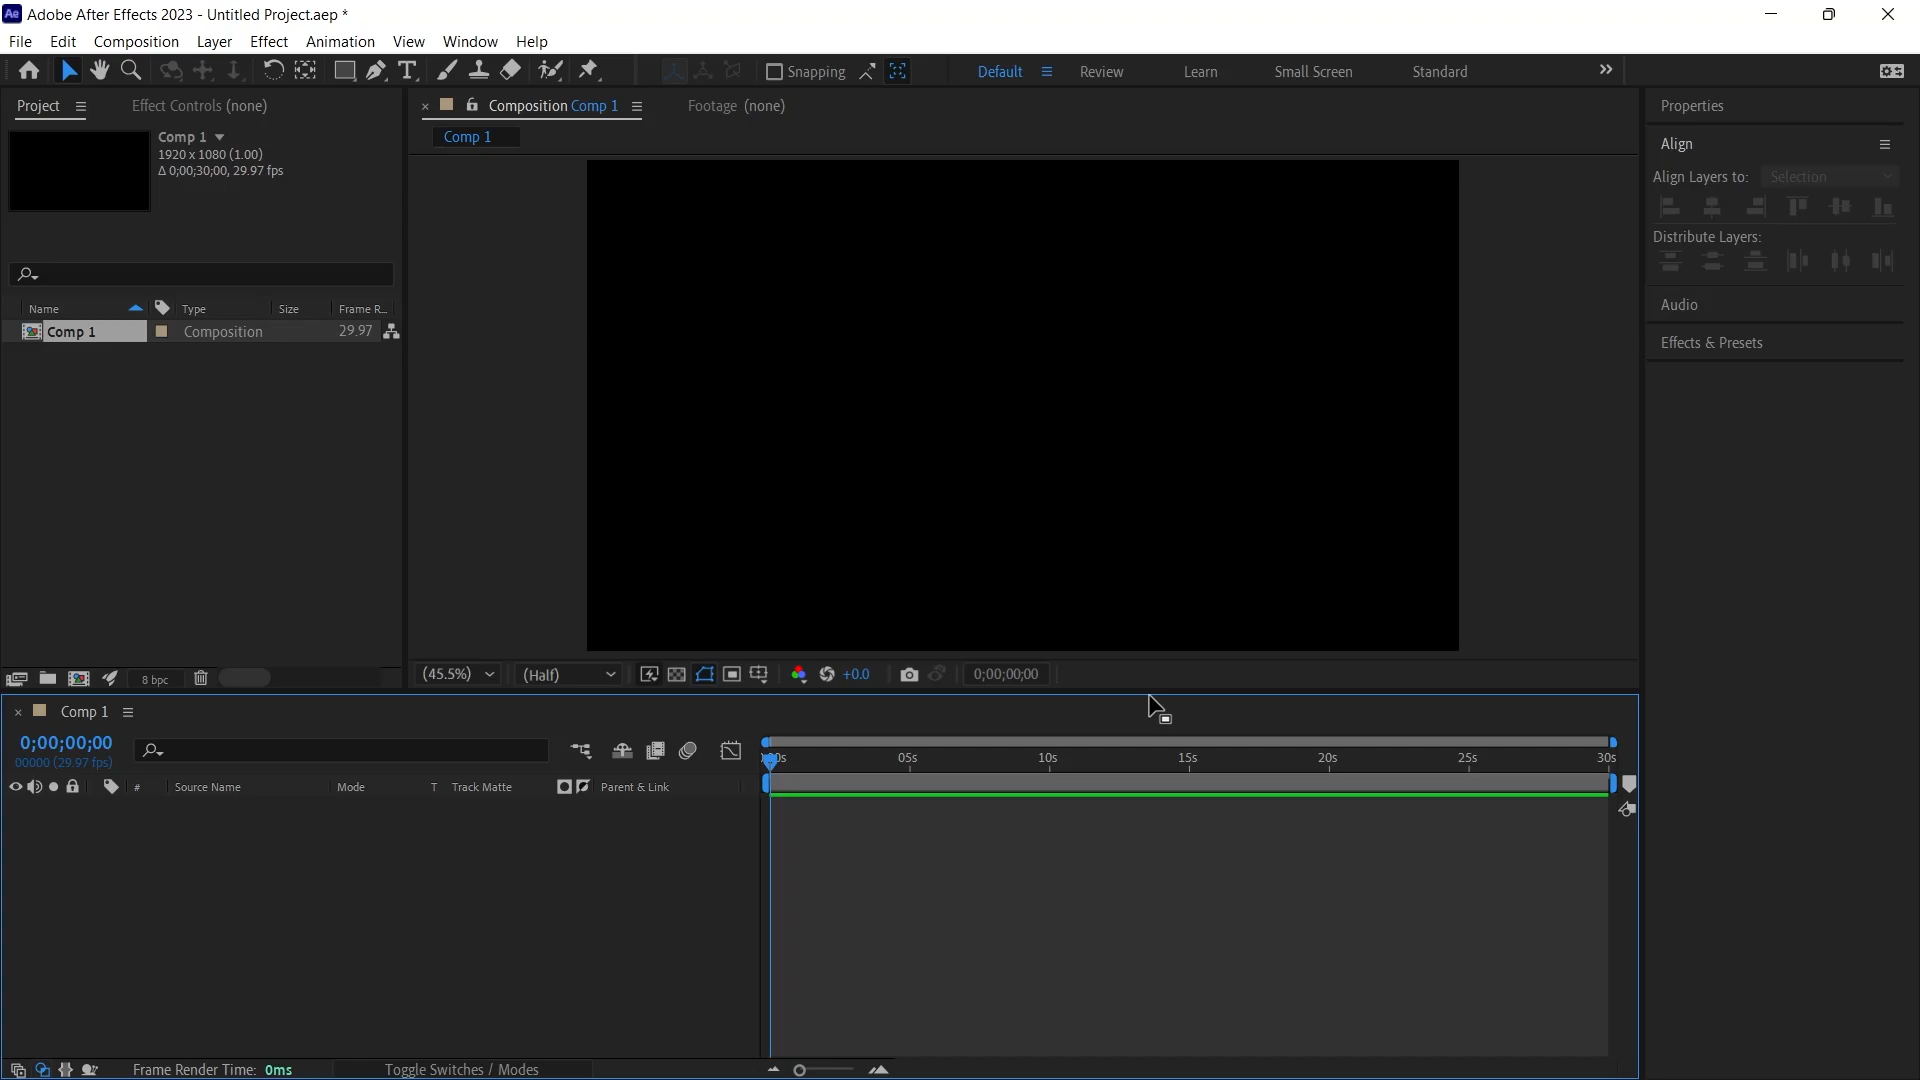 Ae Adobe After Effects 2023 - Untitled Project.aep *
File Edit Composition Layer Effect Animation View Window Help
Snapping Default Review Learn Small Screen Standard
Project Effect Controls (none) Composition Comp 1 Footage (none) Properties
Comp 1
1920 x 1080 (1.00)
Δ 0;00;30;00, 29.97 fps
Comp 1
Align
Align Layers to: Selection
Distribute Layers:
Audio
Effects & Presets
Name Type Size Frame R...
Comp 1 Composition 29.97
8 bpc
(45.5%) (Half) +0.0 0;00;00;00
Comp 1
0;00;00;00
00000 (29.97 fps)
05s 10s 15s 20s 25s 30s
# Source Name Mode T Track Matte Parent & Link
Frame Render Time: 0ms Toggle Switches / Modes